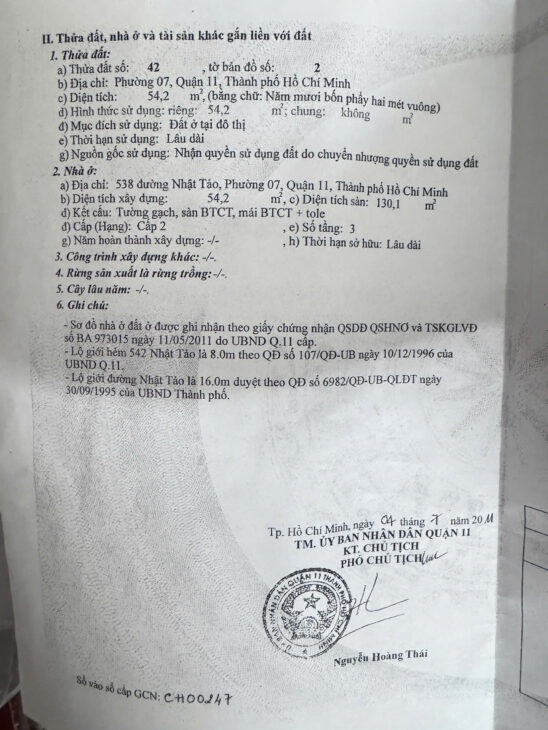 II. Thửa đất, nhà ở và tài sản khác gắn liền với đất
1. Thửa đất:
a) Thửa đất số: 42 , tờ bản đồ số: 2
b) Địa chỉ: Phường 07, Quận 11, Thành phố Hồ Chí Minh
c) Diện tích: 54,2 m², (bằng chữ: Năm mươi bốn phẩy hai mét vuông)
d) Hình thức sử dụng: riêng: 54,2 m²; chung: không m²
đ) Mục đích sử dụng: Đất ở tại đô thị
e) Thời hạn sử dụng: Lâu dài
g) Nguồn gốc sử dụng: Nhận quyền sử dụng đất do chuyển nhượng quyền sử dụng đất
2. Nhà ở:
a) Địa chỉ: 538 đường Nhật Tảo, Phường 07, Quận 11, Thành phố Hồ Chí Minh
b) Diện tích xây dựng: 54,2 m², c) Diện tích sàn: 130,1 m²
d) Kết cấu: Tường gạch, sàn BTCT, mái BTCT + tole
đ) Cấp (Hạng): Cấp 2 , e) Số tầng: 3
g) Năm hoàn thành xây dựng: -/- , h) Thời hạn sở hữu: Lâu dài
3. Công trình xây dựng khác: -/-.
4. Rừng sản xuất là rừng trồng:-/-.
5. Cây lâu năm: -/-.
6. Ghi chú:
- Sơ đồ nhà ở đất ở được ghi nhận theo giấy chứng nhận QSDĐ QSHNƠ và TSKGLVĐ
số BA 973015 ngày 11/05/2011 do UBND Q.11 cấp.
- Lộ giới hẻm 542 Nhật Tảo là 8.0m theo QĐ số 107/QĐ-UB ngày 10/12/1996 của
UBND Q.11.
- Lộ giới đường Nhật Tảo là 16.0m duyệt theo QĐ số 6982/QĐ-UB-QLĐT ngày
30/09/1995 của UBND Thành phố.
Tp. Hồ Chí Minh, ngày 04 tháng 7 năm 2011
TM. ỦY BAN NHÂN DÂN QUẬN 11
KT. CHỦ TỊCH
PHÓ CHỦ TỊCH
ỦY BAN NHÂN DÂN QUẬN 11 THÀNH PHỐ HỒ CHÍ MINH
Nguyễn Hoàng Thái
Số vào sổ cấp GCN: CH00247